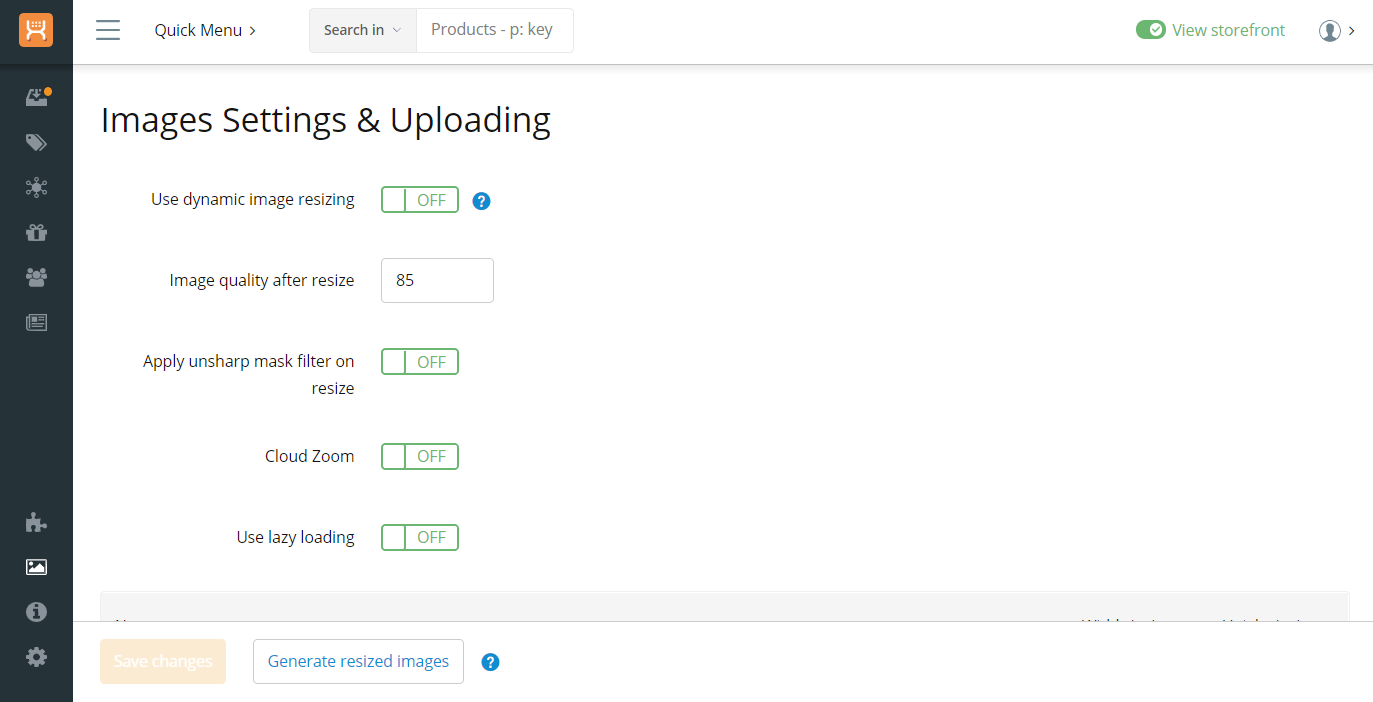 Quick Menu
Search in
Products - p: key
View storefront
Images Settings & Uploading
Use dynamic image resizing
OFF
?
Image quality after resize
85
Apply unsharp mask filter on
resize
OFF
Cloud Zoom
OFF
Use lazy loading
OFF
Save changes
Generate resized images
?